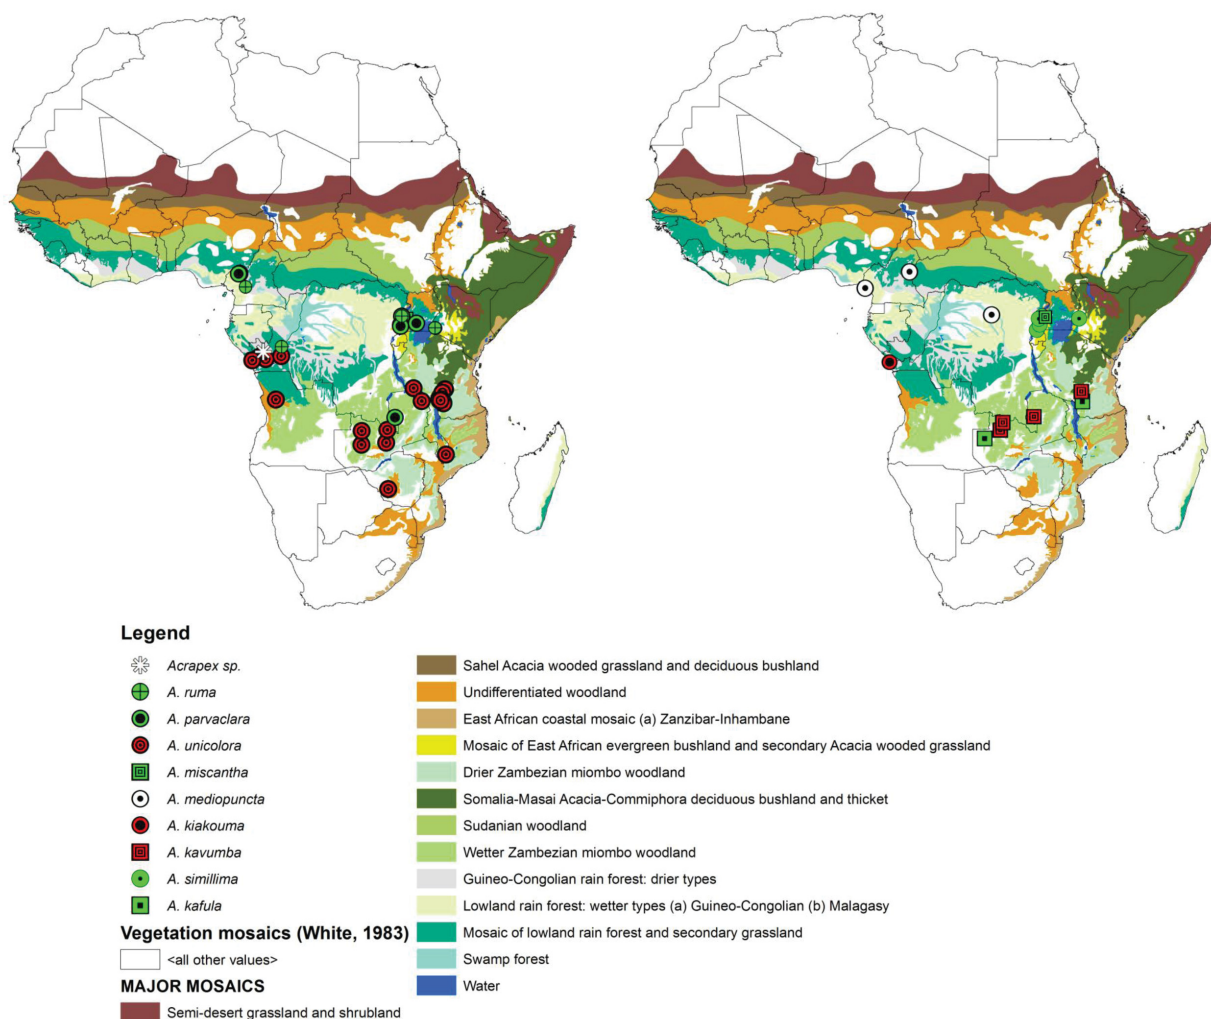 Legend
Acrapex sp.
A. ruma
A. parvaclara
A. unicolora
A. miscantha
A. mediopuncta
A. kiakouma
A. kavumba
A. simillima
A. kafula
Vegetation mosaics (White, 1983)
<all other values>
MAJOR MOSAICS
Semi-desert grassland and shrubland
Sahel Acacia wooded grassland and deciduous bushland
Undifferentiated woodland
East African coastal mosaic (a) Zanzibar-Inhambane
Mosaic of East African evergreen bushland and secondary Acacia wooded grassland
Drier Zambezian miombo woodland
Somalia-Masai Acacia-Commiphora deciduous bushland and thicket
Sudanian woodland
Wetter Zambezian miombo woodland
Guineo-Congolian rain forest: drier types
Lowland rain forest: wetter types (a) Guineo-Congolian (b) Malagasy
Mosaic of lowland rain forest and secondary grassland
Swamp forest
Water